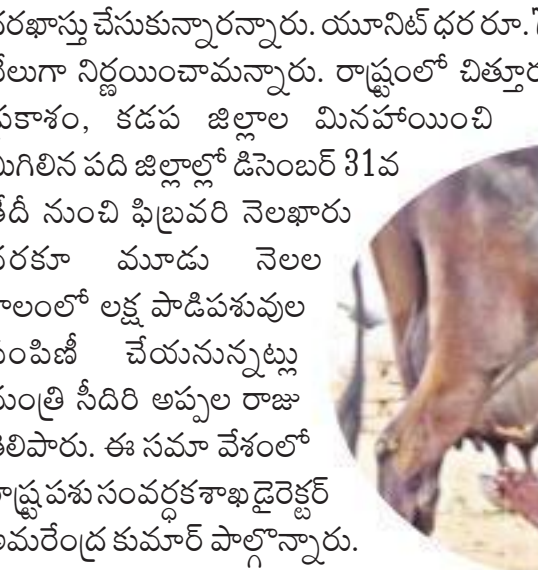 దరఖాస్తు చేసుకున్నారన్నారు. యూనిట్ ధర రూ.
వేలుగా నిర్ణయించామన్నారు. రాష్ట్రంలో చిత్తూరు
ప్రకాశం, కడప జిల్లాల మినహాయించి
మిగిలిన పది జిల్లాల్లో డిసెంబర్ 31వ
తేదీ నుంచి ఫిబ్రవరి నెలఖారు
వరకూ మూడు నెలల
కాలంలో లక్ష పాడిపశువుల
పంపిణీ చేయనున్నట్లు
మంత్రి సీదిరి అప్పల రాజు
తెలిపారు. ఈ సమా వేశంలో
రాష్ట్ర పశు సంవర్ధకశాఖ డైరెక్టర్
అమరేంద్ర కుమార్ పాల్గొన్నారు.